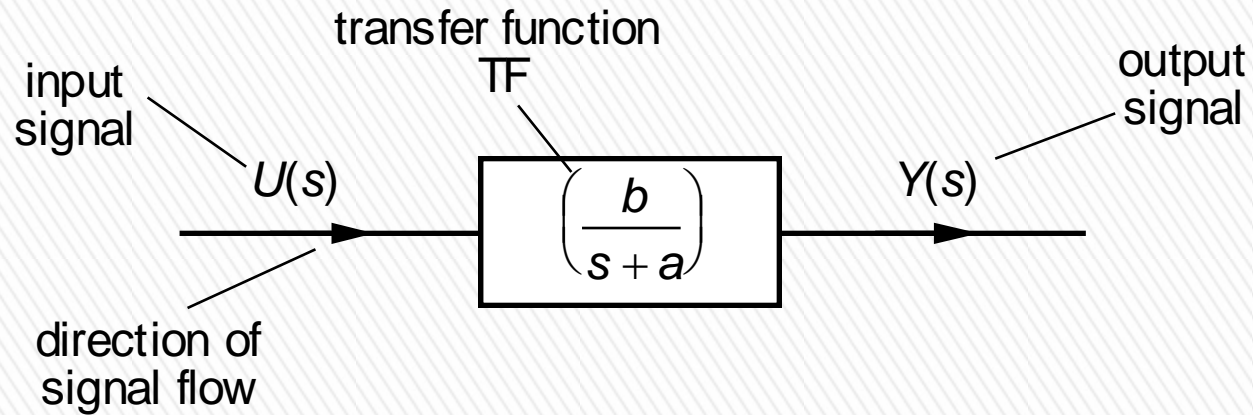 transfer function
TF
input
signal
output
signal
U(s)
(b / (s + a))
Y(s)
direction of
signal flow